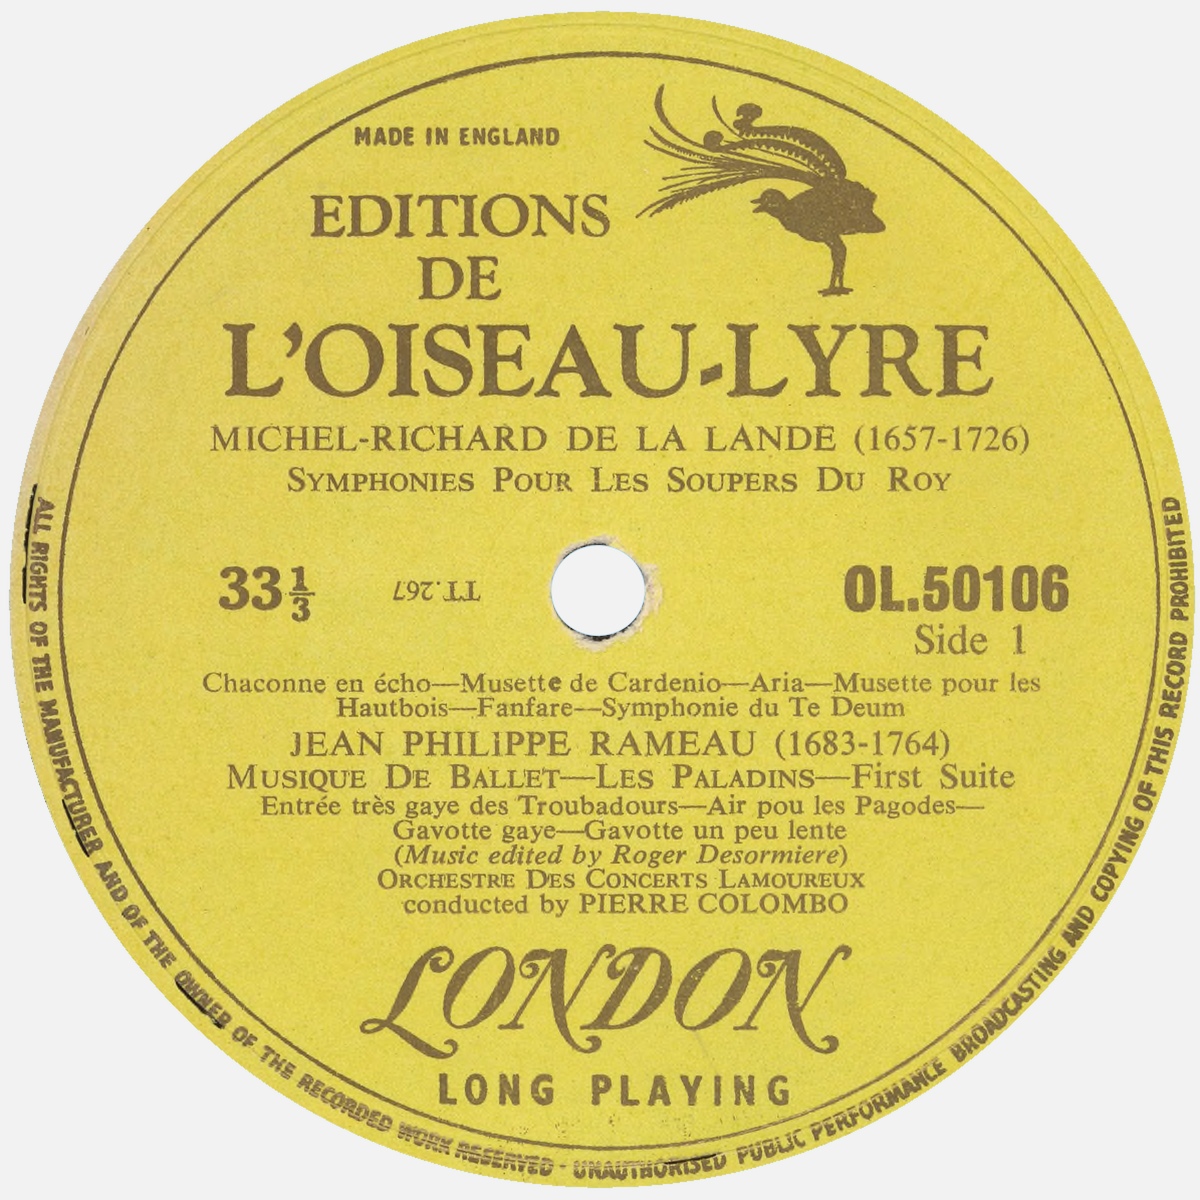 MADE IN ENGLAND
EDITIONS
DE
L'OISEAU-LYRE
MICHEL-RICHARD DE LA LANDE (1657-1726)
SYMPHONIES POUR LES SOUPERS DU ROY
33 1/3
TT.267
OL.50106
Side 1
Chaconne en écho—Musette de Cardenio—Aria—Musette pour les
Hautbois—Fanfare—Symphonie du Te Deum
JEAN PHILIPPE RAMEAU (1683-1764)
MUSIQUE DE BALLET—LES PALADINS—First Suite
Entrée très gaye des Troubadours—Air pou les Pagodes—
Gavotte gaye—Gavotte un peu lente
(Music edited by Roger Desormiere)
ORCHESTRE DES CONCERTS LAMOUREUX
conducted by PIERRE COLOMBO
LONDON
LONG PLAYING
ALL RIGHTS OF THE MANUFACTURER AND OF THE OWNER OF THE RECORDED WORK RESERVED · UNAUTHORISED PUBLIC PERFORMANCE BROADCASTING AND COPYING OF THIS RECORD PROHIBITED